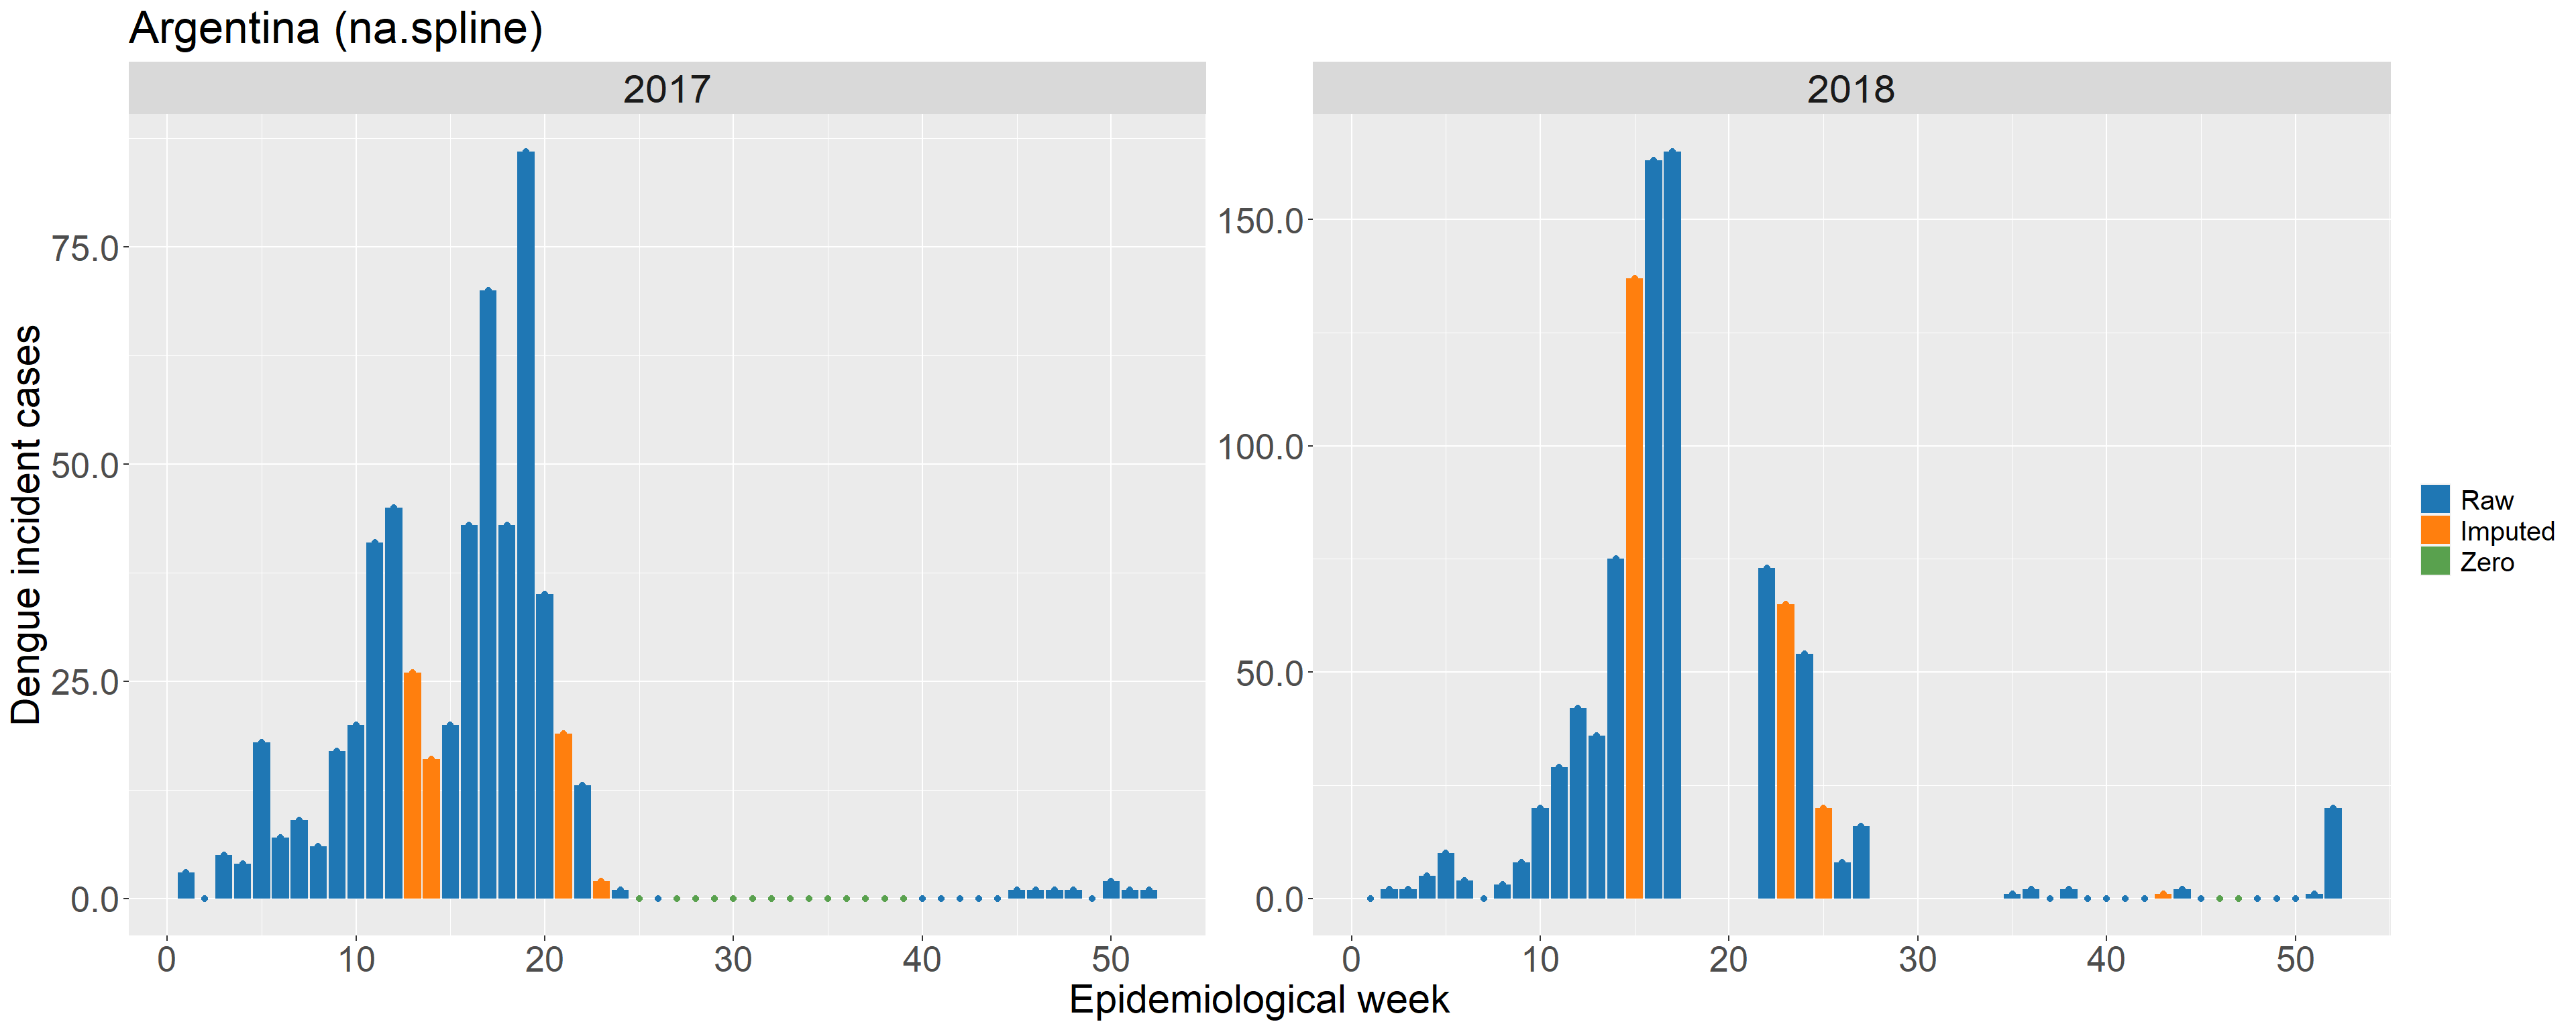 Argentina (na.spline)
2017
2018
Dengue incident cases
75.0
50.0
25.0
0.0
150.0
100.0
50.0
0.0
0 10 20 30 40 50
0 10 20 30 40 50
Epidemiological week
Raw
Imputed
Zero